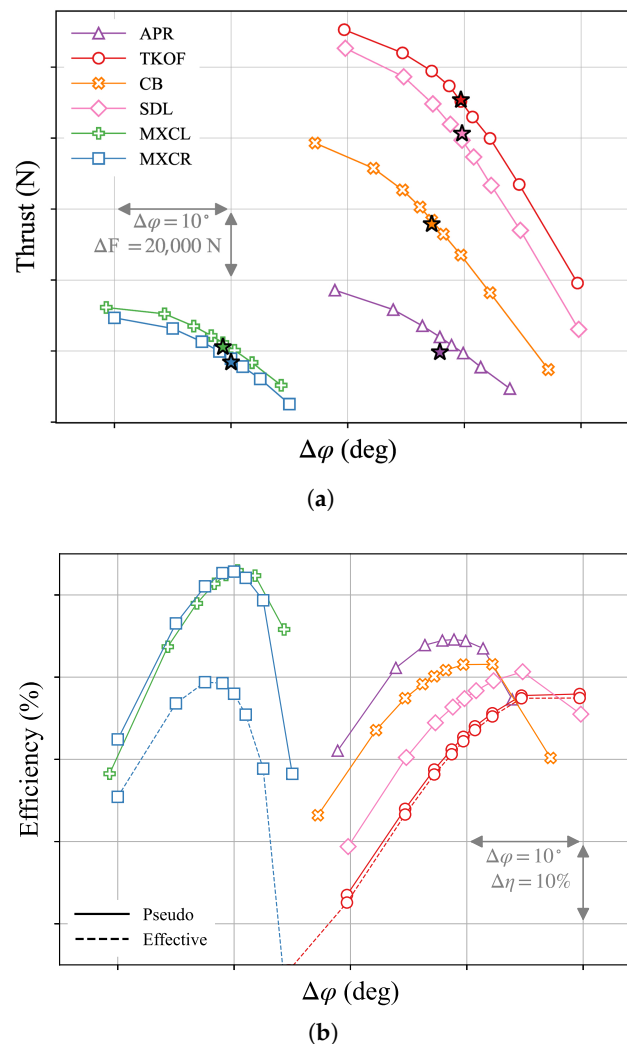 APR
TKOF
CB
SDL
MXCL
MXCR
Δφ = 10°
ΔF = 20,000 N
Thrust (N)
Δφ (deg)
(a)
Efficiency (%)
Δφ = 10°
Δη = 10%
Pseudo
Effective
Δφ (deg)
(b)